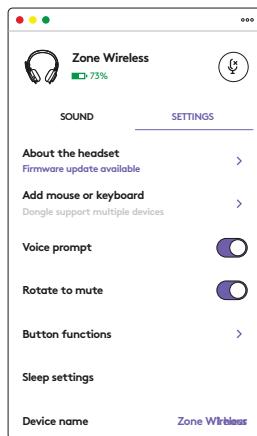 Zone Wireless
73%
SOUND SETTINGS
About the headset
Firmware update available
Add mouse or keyboard
Dongle support multiple devices
Voice prompt
Rotate to mute
Button functions
Sleep settings
Device name Zone